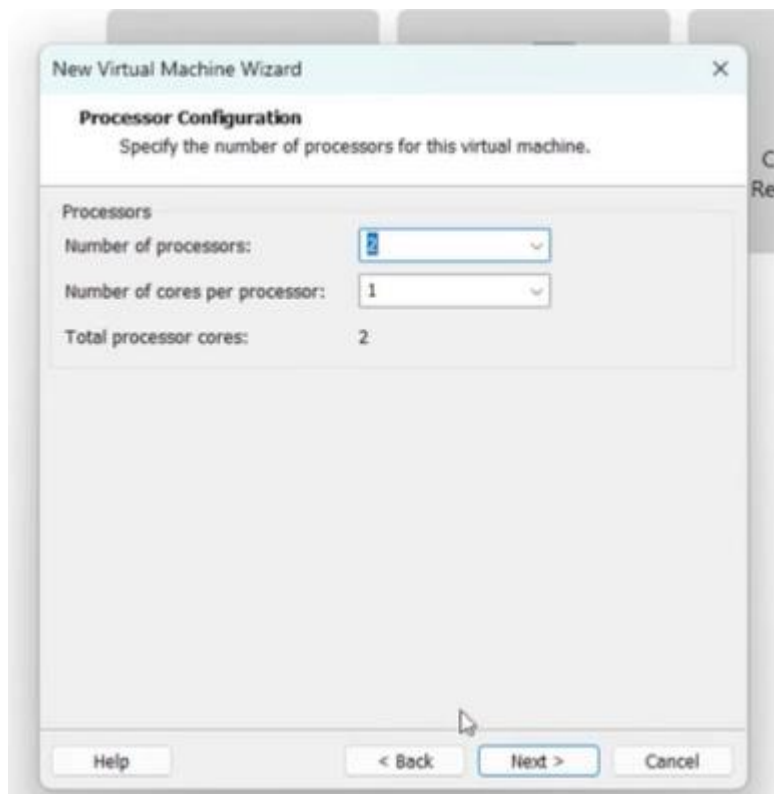 New Virtual Machine Wizard
Processor Configuration
Specify the number of processors for this virtual machine.
Processors
Number of processors: 2
Number of cores per processor: 1
Total processor cores: 2
Help < Back Next > Cancel